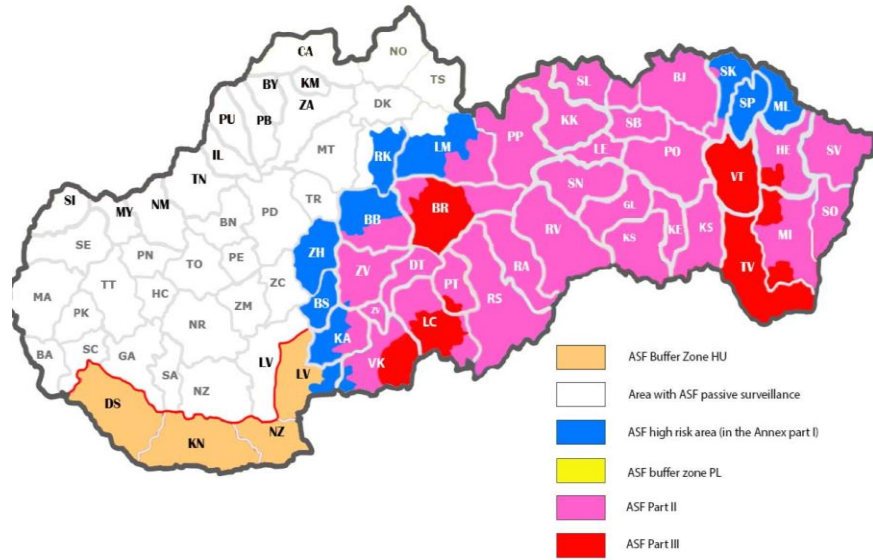 CA
NO
BY
KM
TS
ZA
DK
PU
PB
MT
IL
TN
RK
LM
PP
SL
KK
LE
SB
BJ
PO
SK
SP
ML
HE
SV
VT
SI
MY
NM
BN
PD
TR
BB
BR
SN
GL
KS
KE
KS
SO
MI
TV
SE
PN
TO
PE
ZH
ZC
ZV
DT
PT
RA
RV
RS
MA
TT
HC
ZM
BS
PK
NR
KA
ZV
LC
BA
SC
GA
SA
NZ
LV
LV
VK
DS
KN
NZ
ASF Buffer Zone HU
Area with ASF passive surveillance
ASF high risk area (in the Annex part I)
ASF buffer zone PL
ASF Part II
ASF Part III